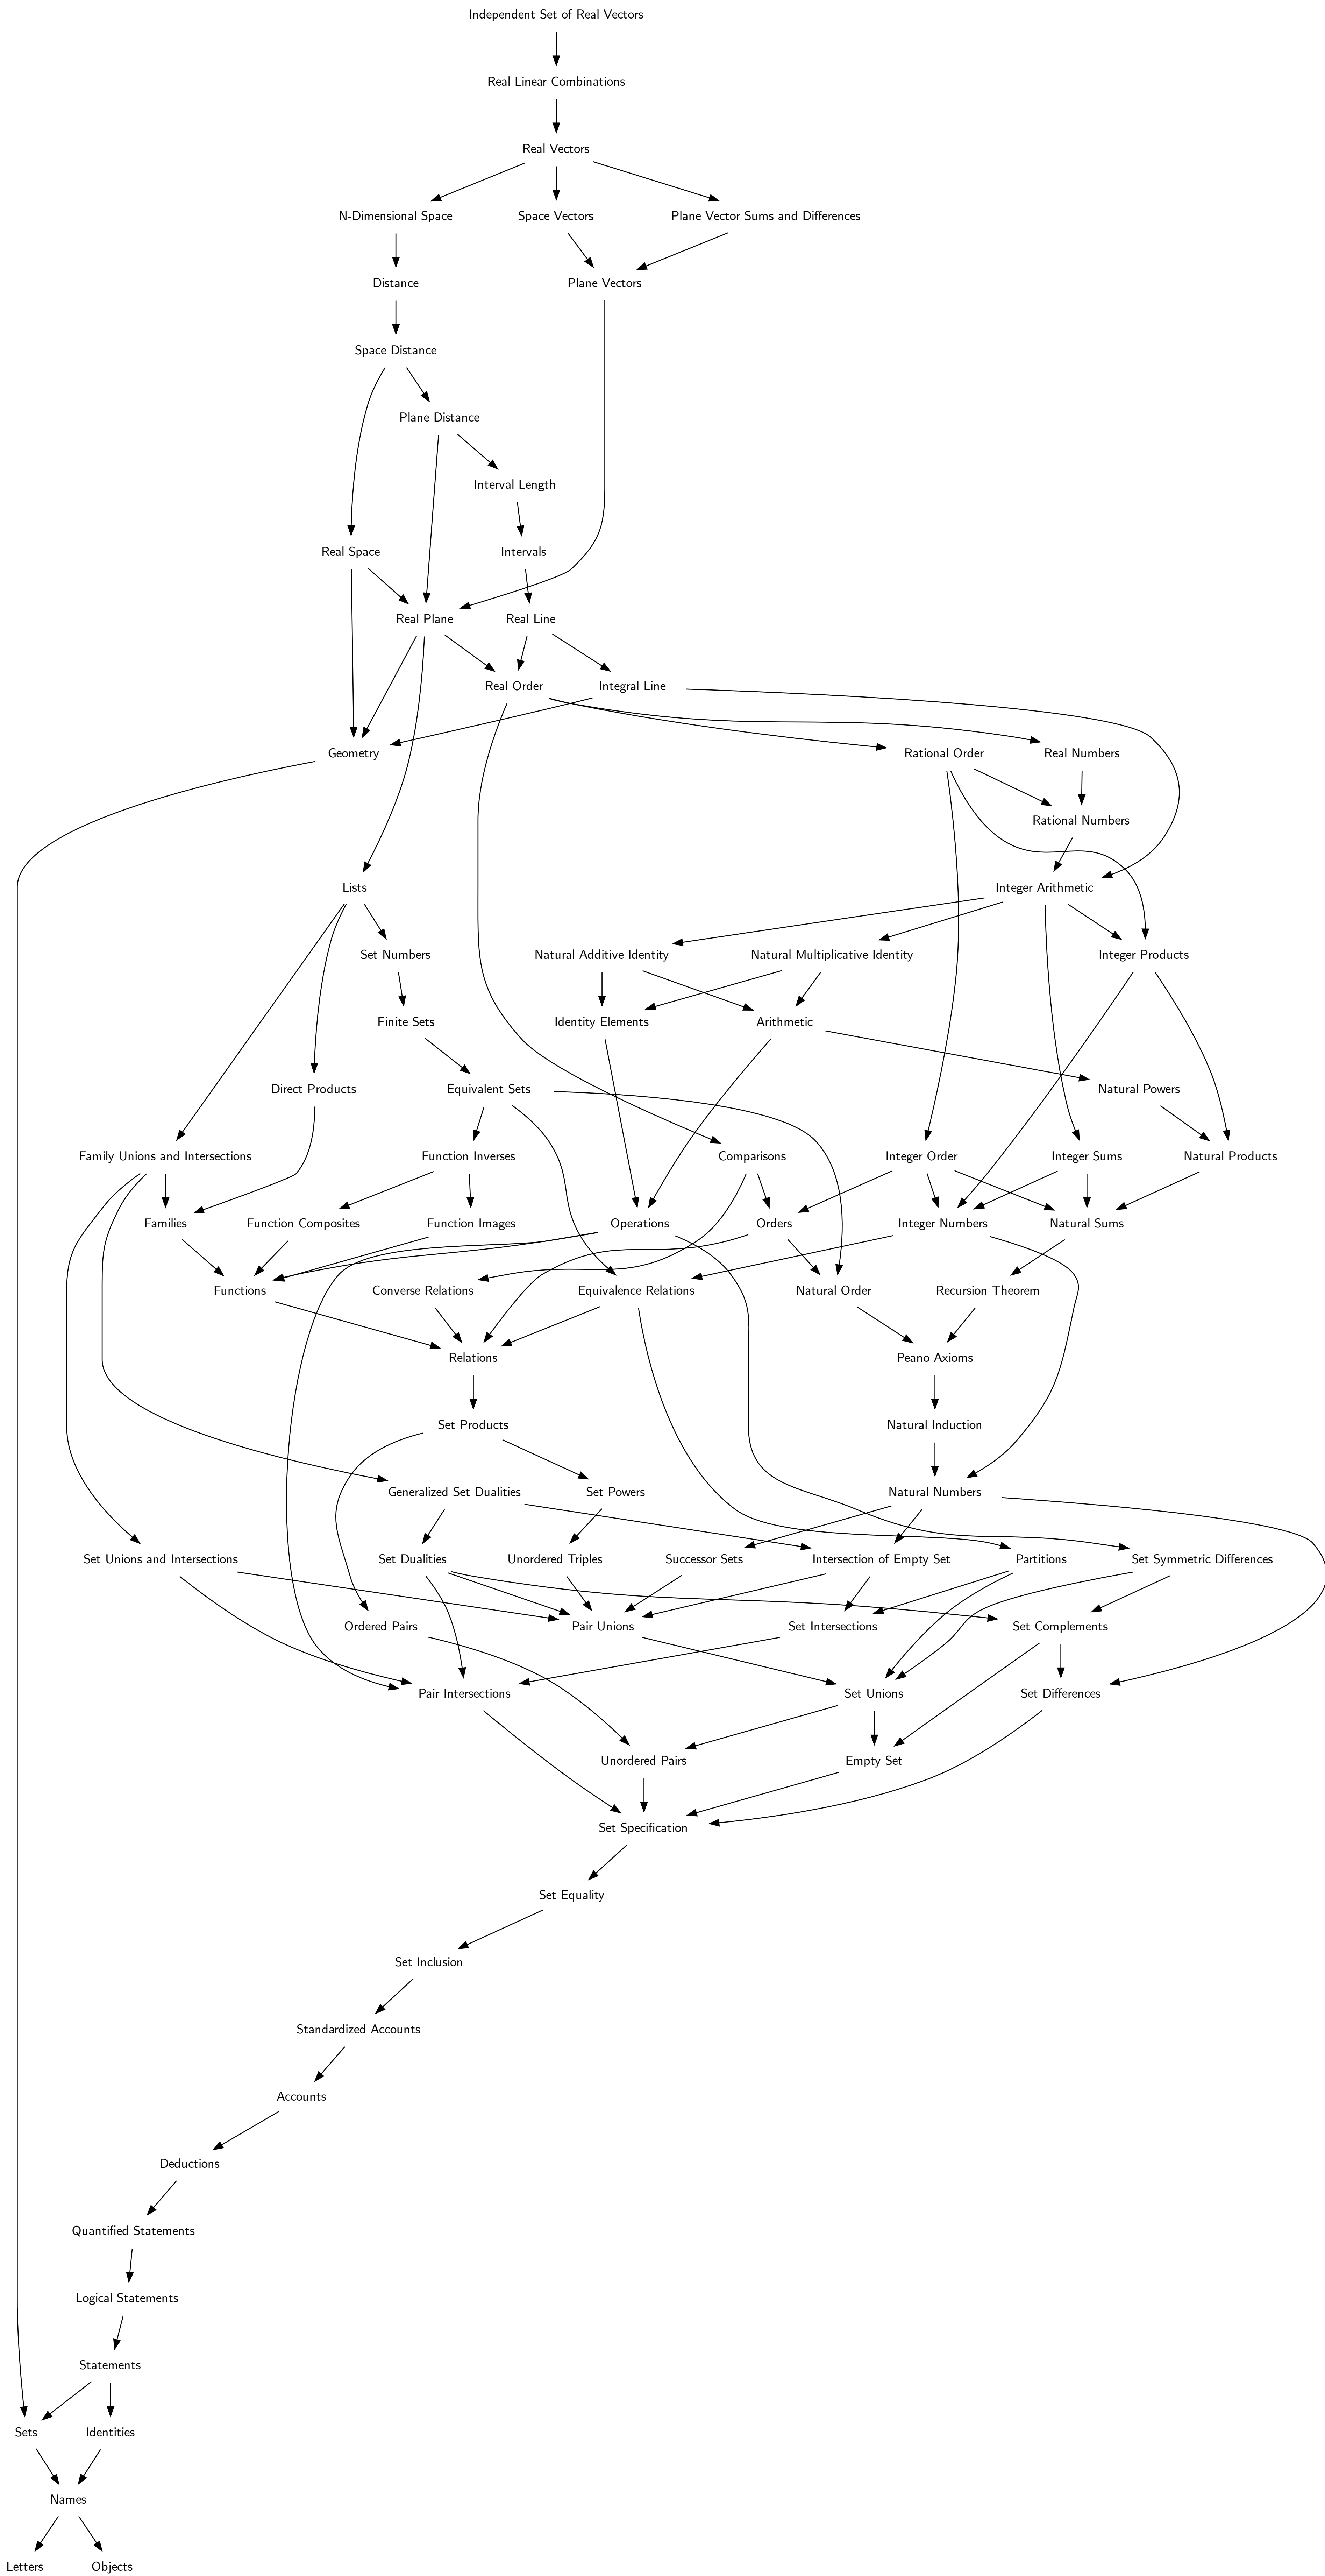 Independent Set of Real Vectors
Real Linear Combinations
Real Vectors
N-Dimensional Space
Space Vectors
Plane Vector Sums and Differences
Distance
Plane Vectors
Space Distance
Plane Distance
Interval Length
Real Space
Intervals
Real Plane
Real Line
Real Order
Integral Line
Geometry
Rational Order
Real Numbers
Rational Numbers
Lists
Integer Arithmetic
Set Numbers
Natural Additive Identity
Natural Multiplicative Identity
Integer Products
Finite Sets
Identity Elements
Arithmetic
Direct Products
Equivalent Sets
Natural Powers
Family Unions and Intersections
Function Inverses
Comparisons
Integer Order
Integer Sums
Natural Products
Families
Function Composites
Function Images
Operations
Orders
Integer Numbers
Natural Sums
Functions
Converse Relations
Equivalence Relations
Natural Order
Recursion Theorem
Relations
Peano Axioms
Set Products
Natural Induction
Generalized Set Dualities
Set Powers
Natural Numbers
Set Unions and Intersections
Set Dualities
Unordered Triples
Successor Sets
Intersection of Empty Set
Partitions
Set Symmetric Differences
Ordered Pairs
Pair Unions
Set Intersections
Set Complements
Pair Intersections
Set Unions
Set Differences
Unordered Pairs
Empty Set
Set Specification
Set Equality
Set Inclusion
Standardized Accounts
Accounts
Deductions
Quantified Statements
Logical Statements
Statements
Sets
Identities
Names
Letters
Objects